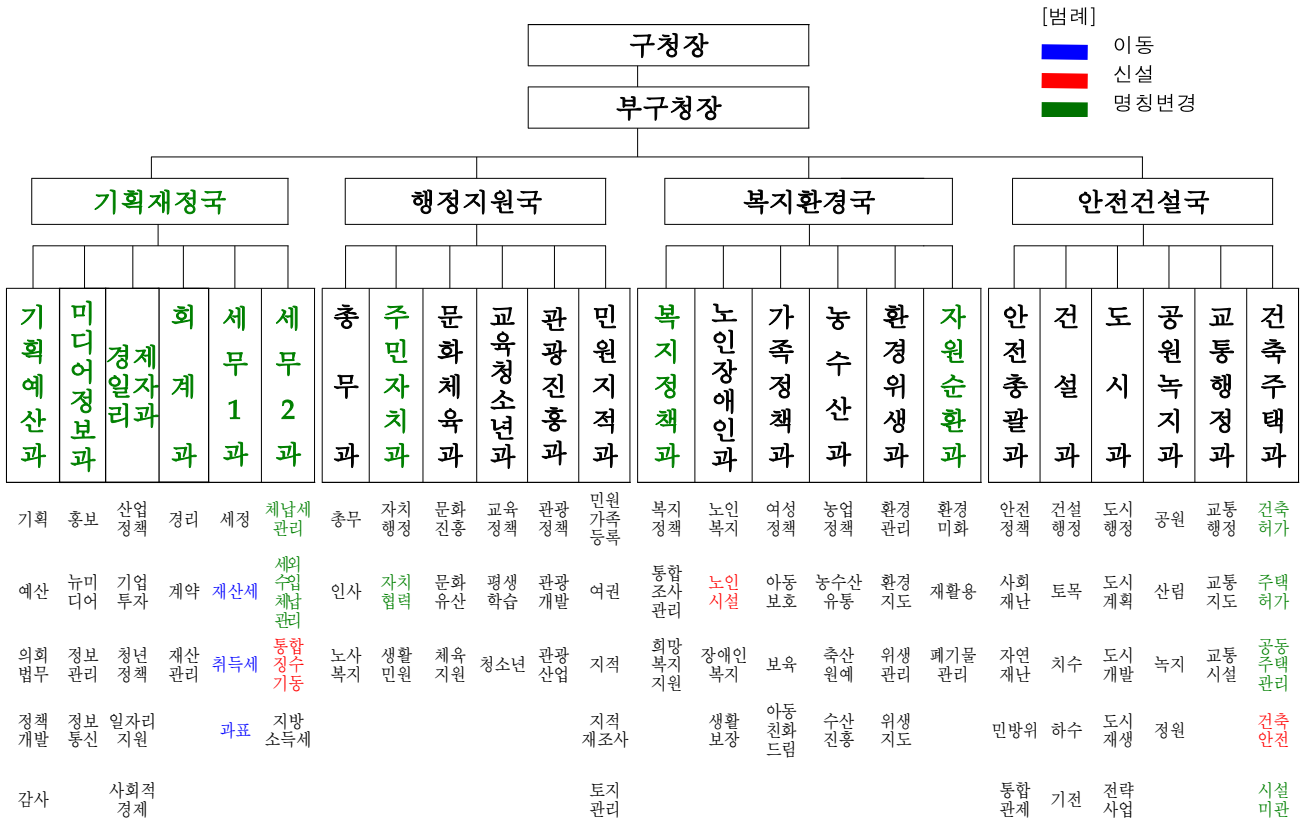 [범례]
이동
신설
명칭변경
구청장
부구청장
기획재정국
행정지원국
복지환경국
안전건설국
기획예산과
미디어정보과
경제일자리과
회계과
세무1과
세무2과
총무과
주민자치과
문화체육과
교육청소년과
관광진흥과
민원지적과
복지정책과
노인장애인과
가족정책과
농수산과
환경위생과
자원순환과
안전총괄과
건설과
도시과
공원녹지과
교통행정과
건축주택과
기획
홍보
산업
정책
경리
세정
체납세
관리
총무
자치
행정
문화
진흥
교육
정책
관광
정책
민원
가족
등록
복지
정책
노인
복지
여성
정책
농업
정책
환경
관리
환경
미화
안전
정책
건설
행정
도시
행정
공원
교통
행정
건축
허가
예산
뉴미
디어
기업
투자
계약
재산세
세외
수입
체납
관리
인사
자치
협력
문화
유산
평생
학습
관광
개발
여권
통합
조사
관리
노인
시설
아동
보호
농수산
유통
환경
지도
재활용
사회
재난
토목
도시
계획
산림
교통
지도
주택
허가
의회
법무
정보
관리
청년
정책
재산
관리
취득세
통합
징수
기동
노사
복지
생활
민원
체육
지원
청소년
관광
산업
지적
희망
복지
지원
장애인
복지
보육
축산
원예
위생
관리
폐기물
관리
자연
재난
치수
도시
개발
녹지
교통
시설
공동
주택
관리
정책
개발
정보
통신
일자리
지원
과표
지방
소득세
지적
재조사
생활
보장
아동
친화
드림
수산
진흥
위생
지도
민방위
하수
도시
재생
정원
건축
안전
감사
사회적
경제
토지
관리
통합
관제
기전
전략
사업
시설
미관